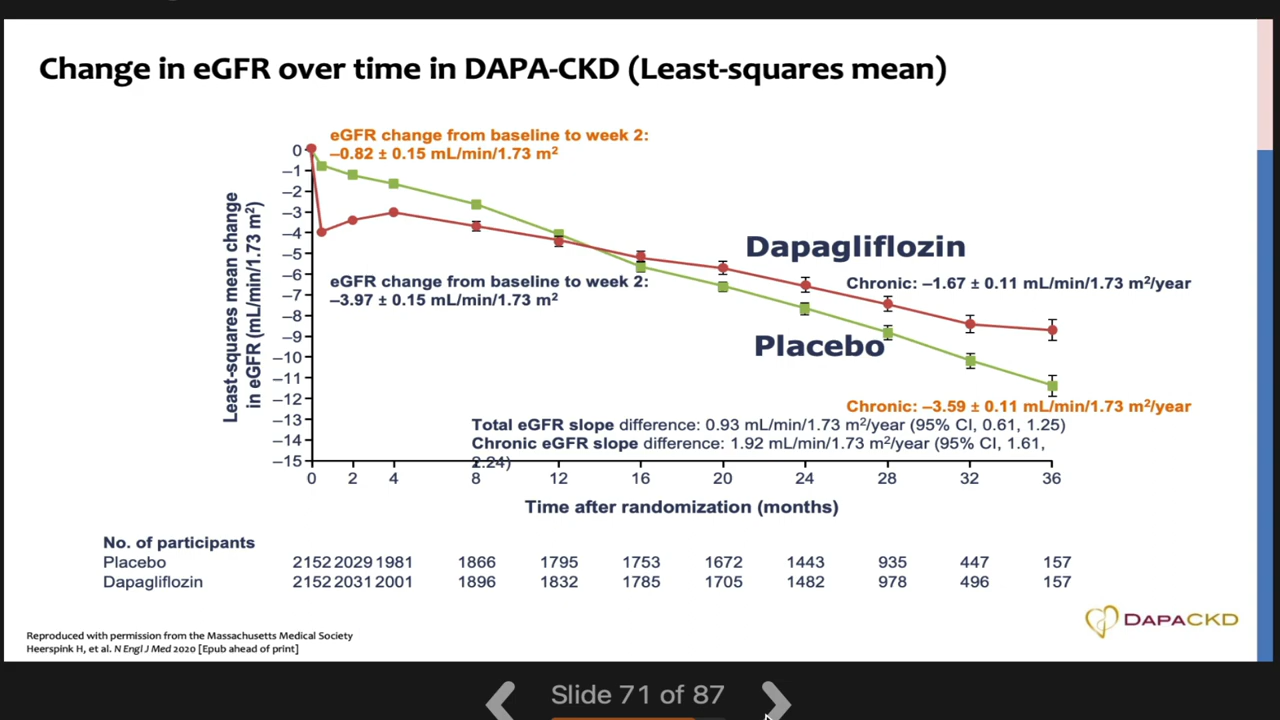 Change in eGFR over time in DAPA-CKD (Least-squares mean)
eGFR change from baseline to week 2:
–0.82 ± 0.15 mL/min/1.73 m²
Least-squares mean change
in eGFR (mL/min/1.73 m²)
0
–1
–2
–3
–4
–5
–6
–7
–8
–9
–10
–11
–12
–13
–14
–15
Dapagliflozin
eGFR change from baseline to week 2:
–3.97 ± 0.15 mL/min/1.73 m²
Chronic: –1.67 ± 0.11 mL/min/1.73 m²/year
Placebo
Chronic: –3.59 ± 0.11 mL/min/1.73 m²/year
Total eGFR slope difference: 0.93 mL/min/1.73 m²/year (95% CI, 0.61, 1.25)
Chronic eGFR slope difference: 1.92 mL/min/1.73 m²/year (95% CI, 1.61,
2.24)
0 2 4 8 12 16 20 24 28 32 36
Time after randomization (months)
No. of participants
Placebo 2152 2029 1981 1866 1795 1753 1672 1443 935 447 157
Dapagliflozin 2152 2031 2001 1896 1832 1785 1705 1482 978 496 157
DAPACKD
Reproduced with permission from the Massachusetts Medical Society
Heerspink H, et al. N Engl J Med 2020 [Epub ahead of print]
Slide 71 of 87